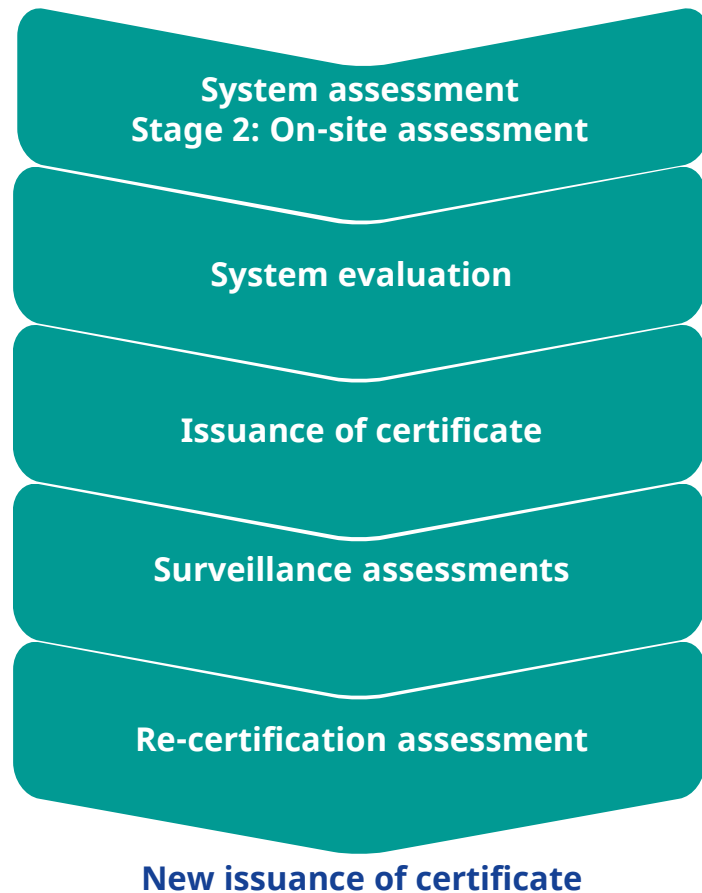 System assessment
Stage 2: On-site assessment
System evaluation
Issuance of certificate
Surveillance assessments
Re-certification assessment
New issuance of certificate